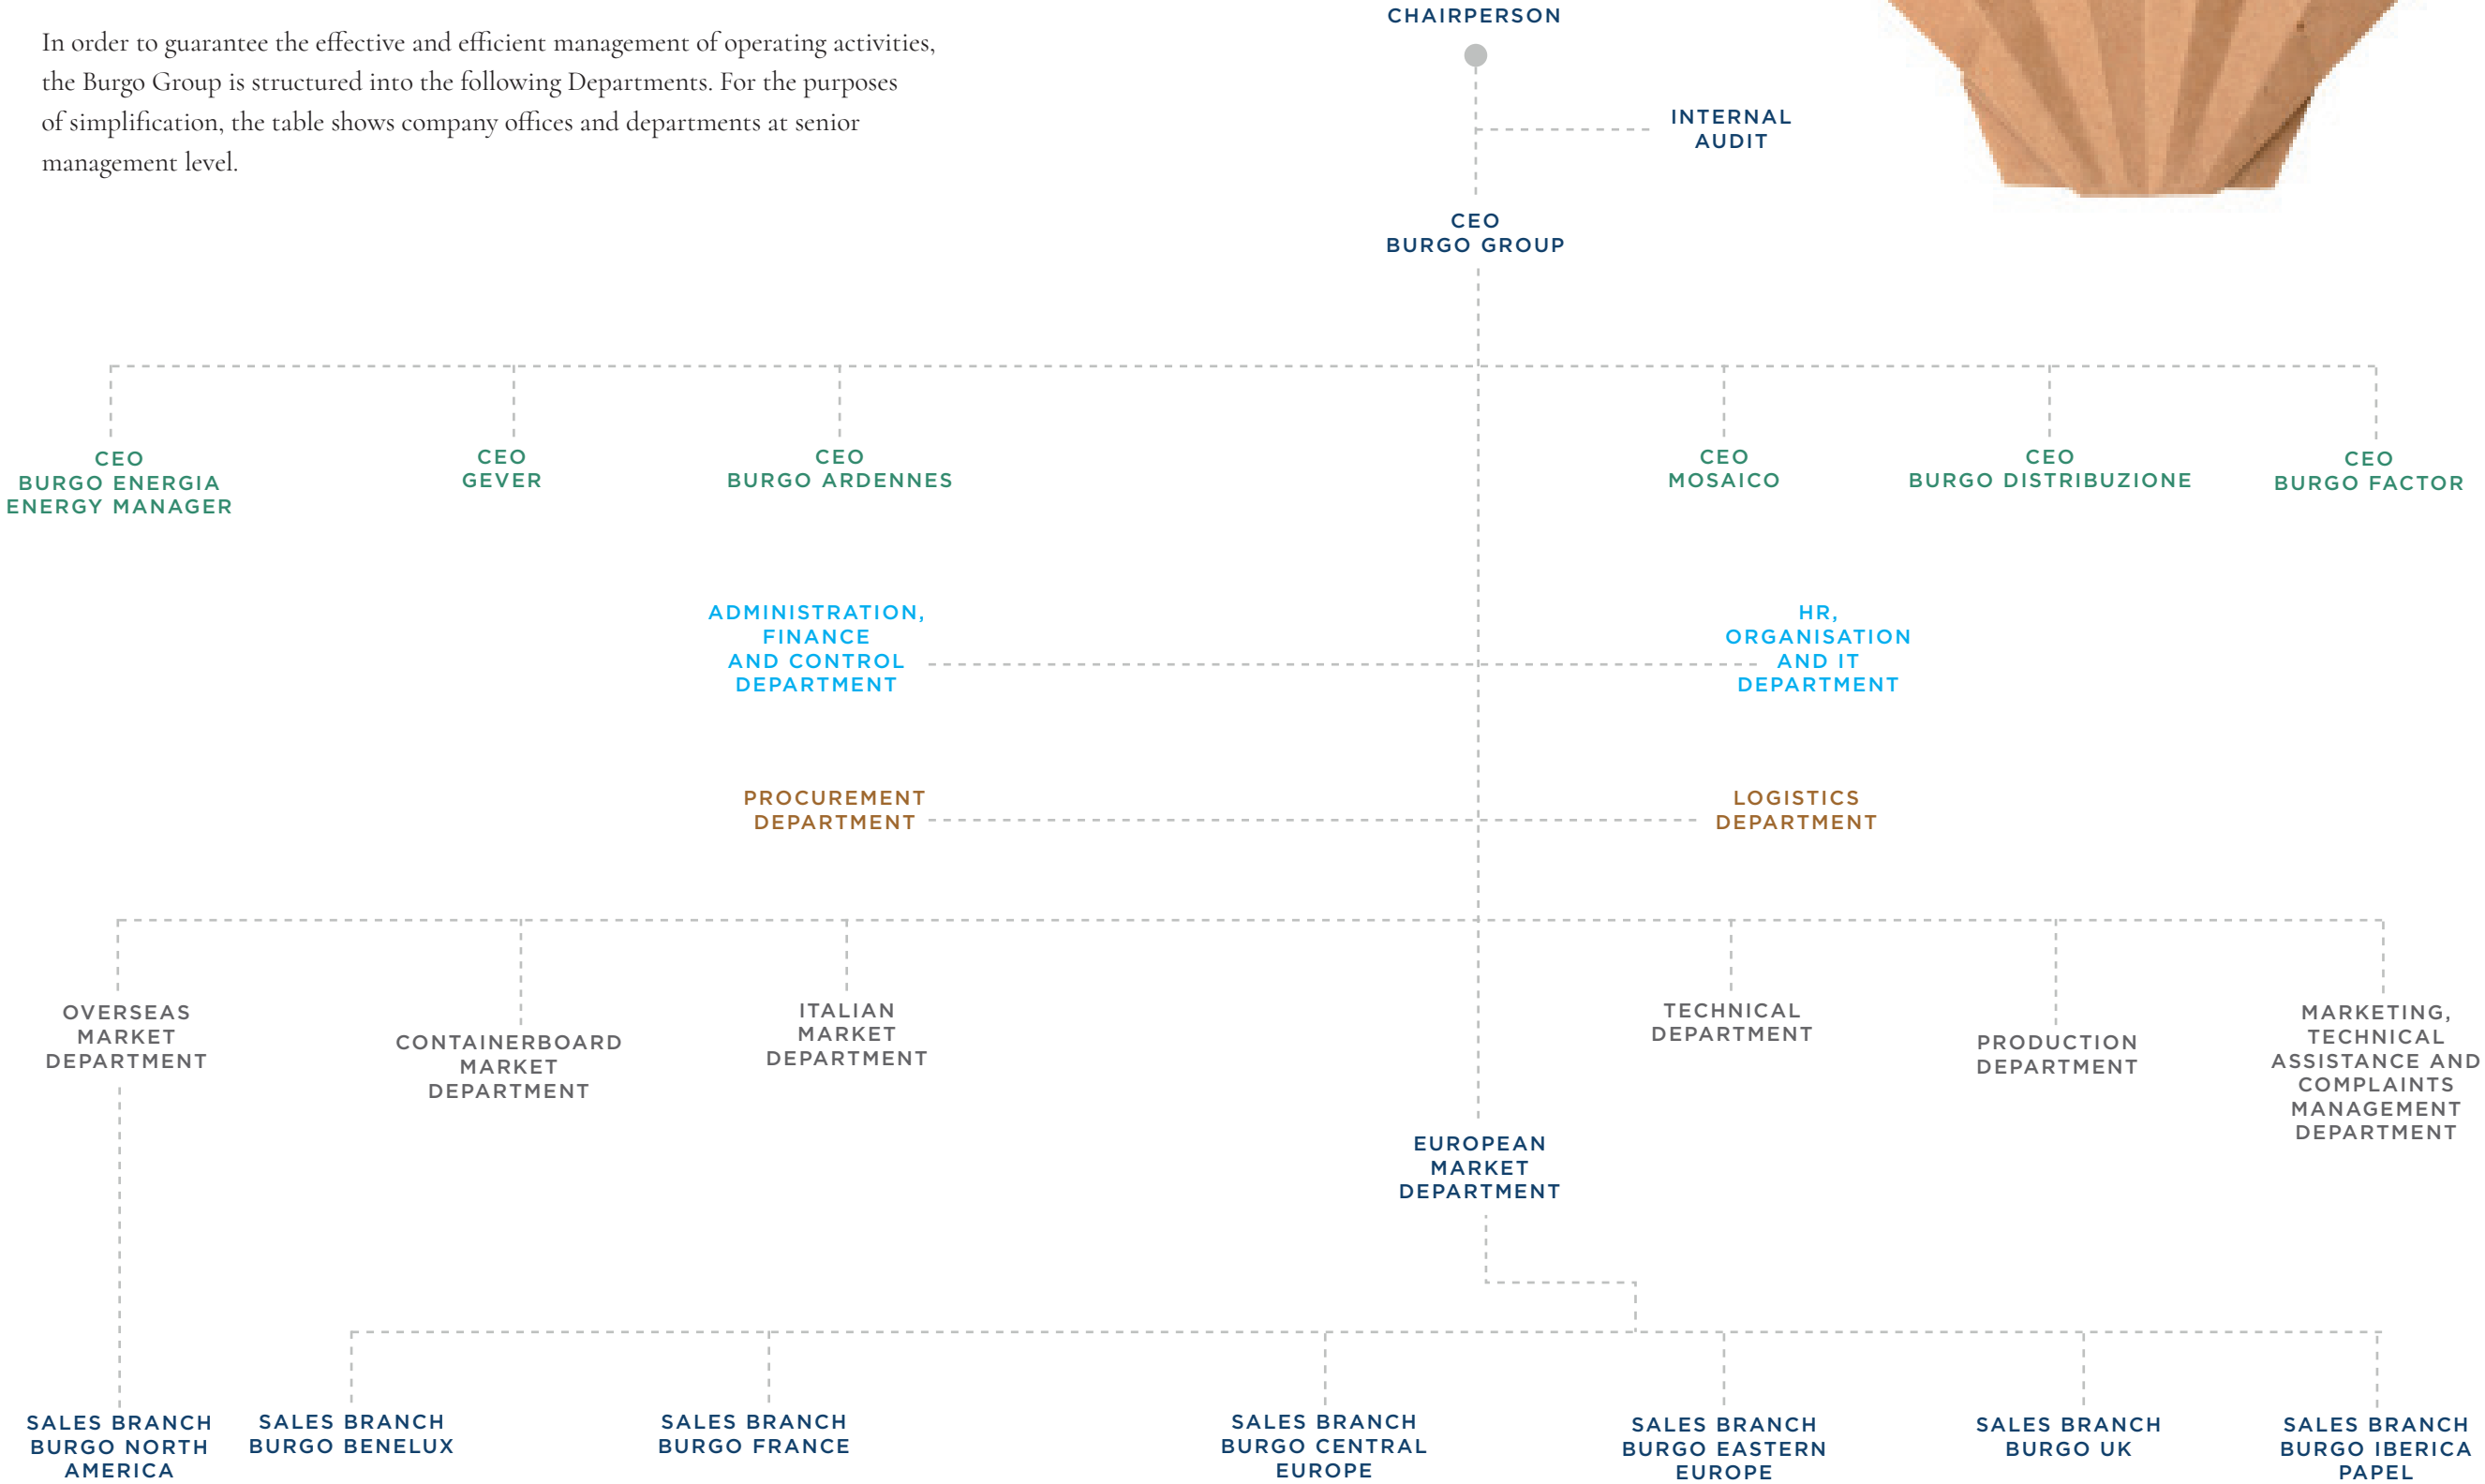 In order to guarantee the effective and efficient management of operating activities,
the Burgo Group is structured into the following Departments. For the purposes
of simplification, the table shows company offices and departments at senior
management level.
CHAIRPERSON
INTERNAL
AUDIT
CEO
BURGO GROUP
CEO
BURGO ENERGIA
ENERGY MANAGER
CEO
GEVER
CEO
BURGO ARDENNES
CEO
MOSAICO
CEO
BURGO DISTRIBUZIONE
CEO
BURGO FACTOR
ADMINISTRATION,
FINANCE
AND CONTROL
DEPARTMENT
HR,
ORGANISATION
AND IT
DEPARTMENT
PROCUREMENT
DEPARTMENT
LOGISTICS
DEPARTMENT
OVERSEAS
MARKET
DEPARTMENT
CONTAINERBOARD
MARKET
DEPARTMENT
ITALIAN
MARKET
DEPARTMENT
TECHNICAL
DEPARTMENT
PRODUCTION
DEPARTMENT
MARKETING,
TECHNICAL
ASSISTANCE AND
COMPLAINTS
MANAGEMENT
DEPARTMENT
EUROPEAN
MARKET
DEPARTMENT
SALES BRANCH
BURGO NORTH
AMERICA
SALES BRANCH
BURGO BENELUX
SALES BRANCH
BURGO FRANCE
SALES BRANCH
BURGO CENTRAL
EUROPE
SALES BRANCH
BURGO EASTERN
EUROPE
SALES BRANCH
BURGO UK
SALES BRANCH
BURGO IBERICA
PAPEL